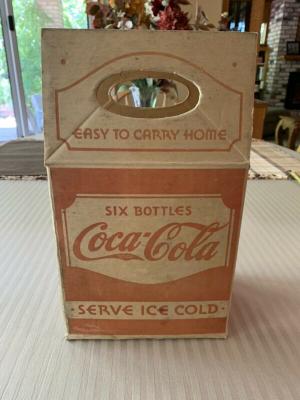 EASY TO CARRY HOME
SIX BOTTLES
Coca-Cola
SERVE ICE COLD